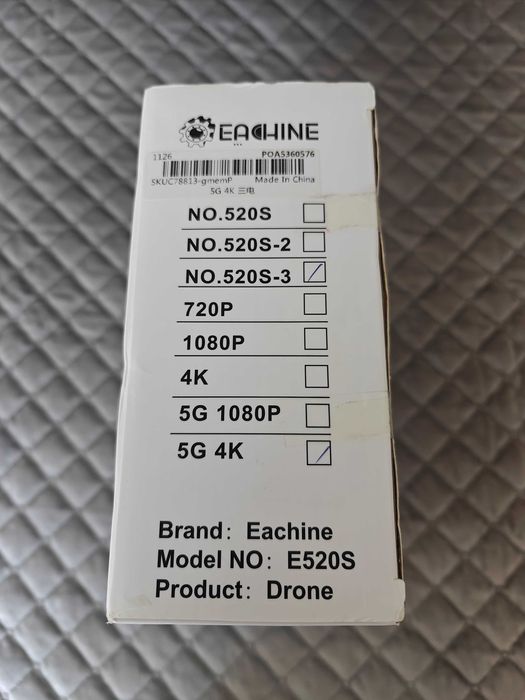 EACHINE
1126 POA5360576
SKUC78813-gmemP Made In China
5G 4K 三电
NO.520S
NO.520S-2
NO.520S-3
720P
1080P
4K
5G 1080P
5G 4K
Brand: Eachine
Model NO: E520S
Product: Drone